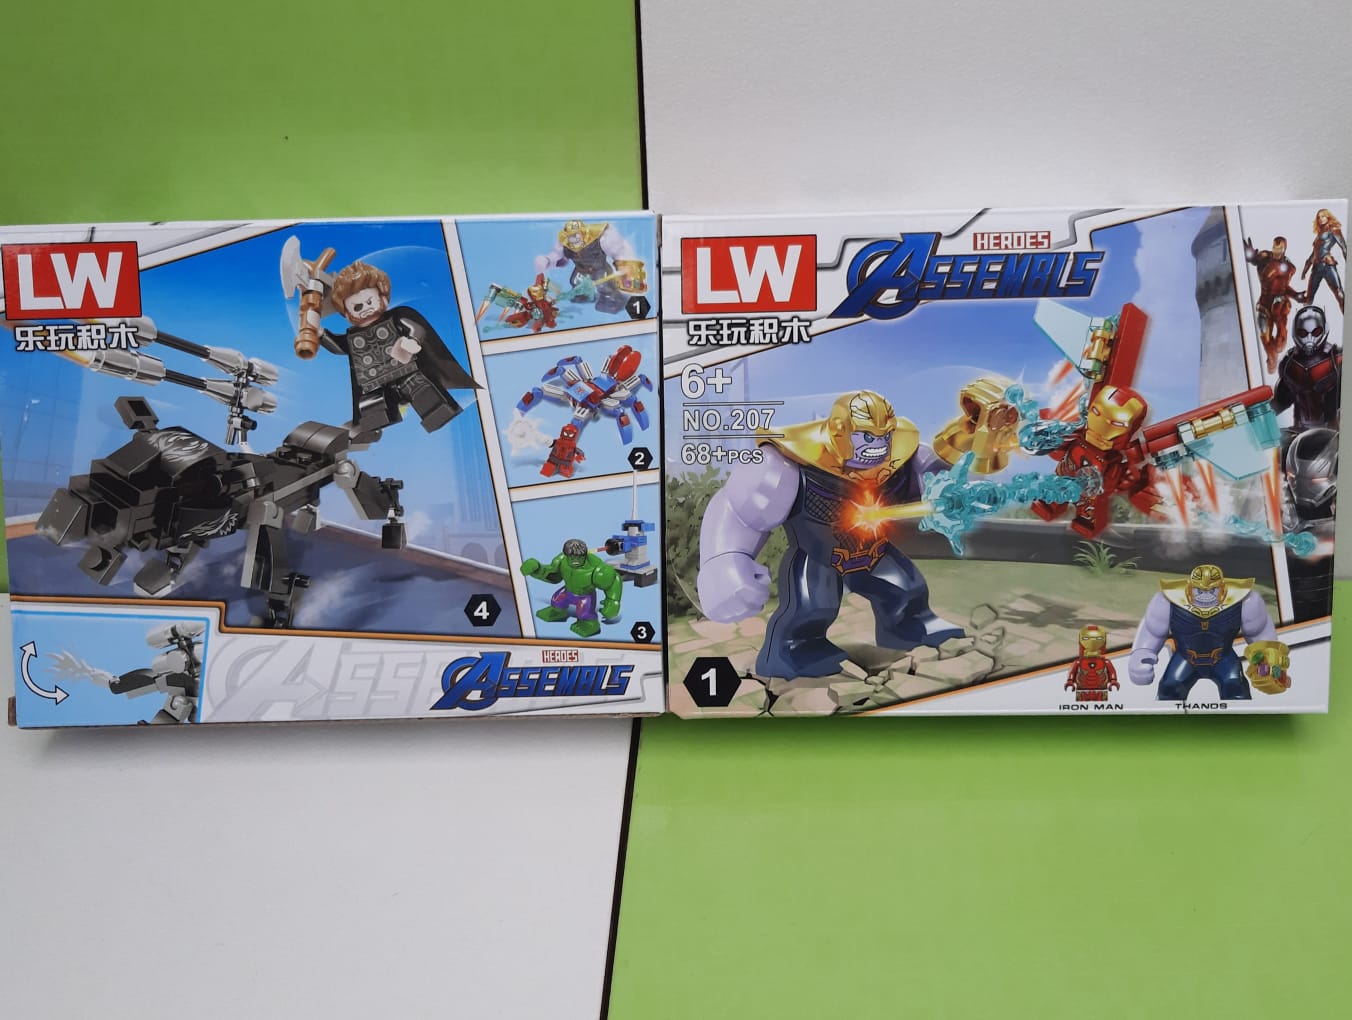 LW
乐玩积木
1
2
3
4
HEROES
ASSEMBLS
LW
乐玩积木
HEROES
ASSEMBLS
6+
NO.207
68+PCS
1
IRON MAN
THANOS